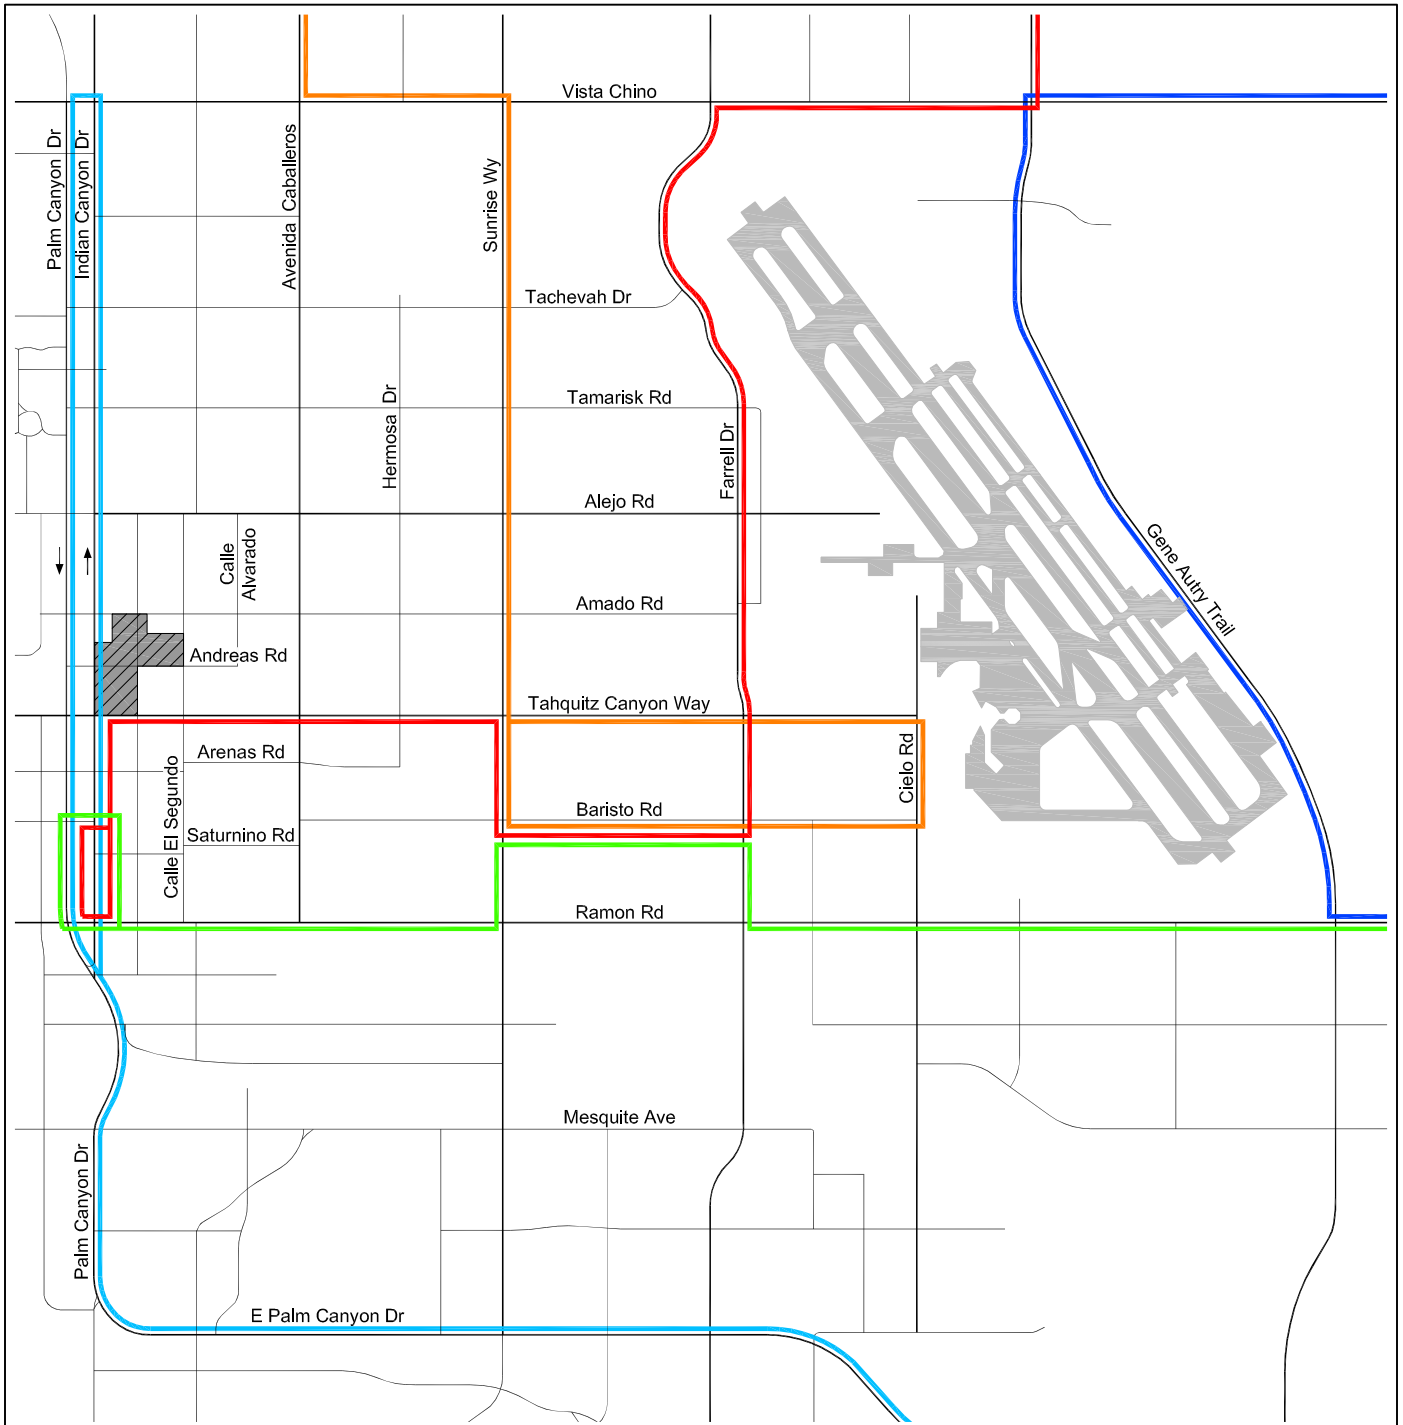 Vista Chino
Palm Canyon Dr
Indian Canyon Dr
Avenida Caballeros
Sunrise Wy
Tachevah Dr
Tamarisk Rd
Hermosa Dr
Farrell Dr
Alejo Rd
Gene Autry Trail
Calle
Alvarado
Amado Rd
Andreas Rd
Tahquitz Canyon Way
Arenas Rd
Cielo Rd
Calle El Segundo
Baristo Rd
Saturnino Rd
Ramon Rd
Mesquite Ave
Palm Canyon Dr
E Palm Canyon Dr